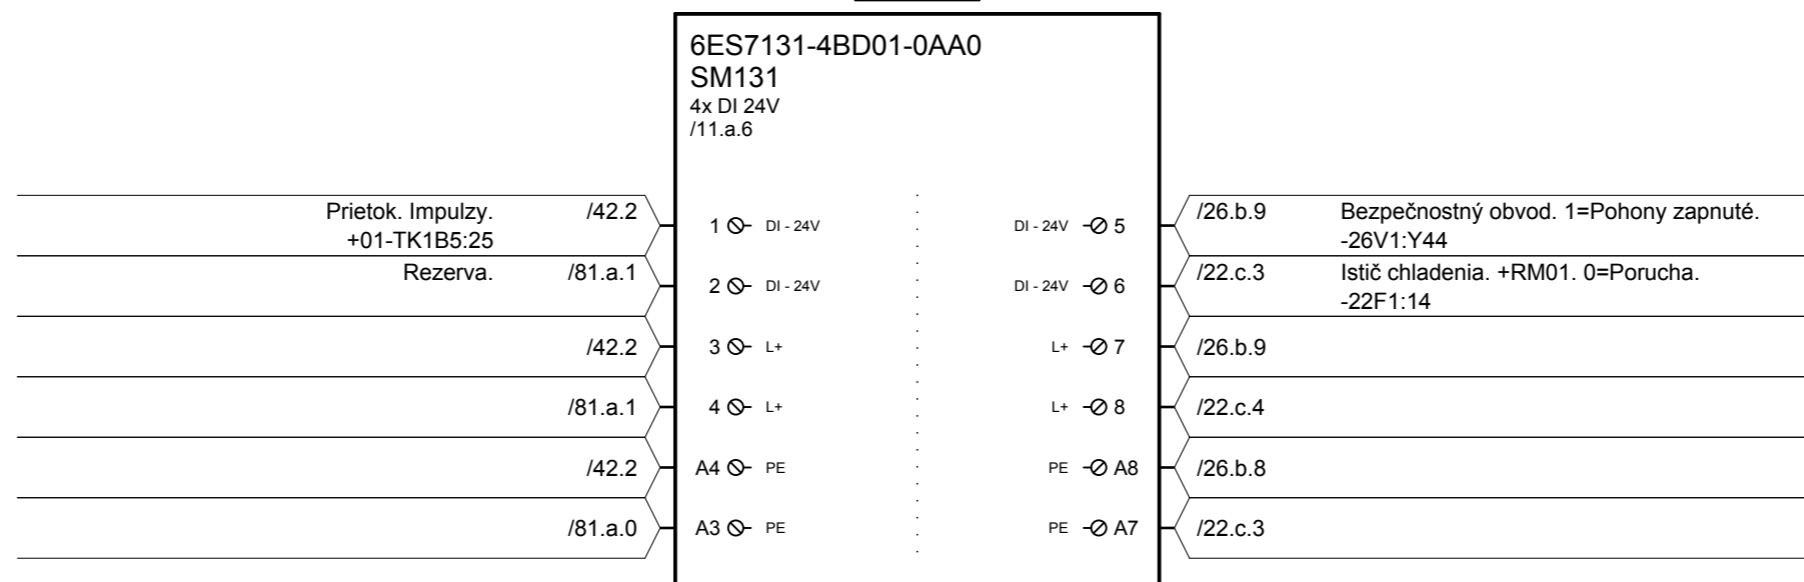 6ES7131-4BD01-0AA0
SM131
4x DI 24V
/11.a.6
Prietok. Impulzy. /42.2 1 DI - 24V DI - 24V 5 /26.b.9 Bezpečnostný obvod. 1=Pohony zapnuté.
+01-TK1B5:25 -26V1:Y44
Rezerva. /81.a.1 2 DI - 24V DI - 24V 6 /22.c.3 Istič chladenia. +RM01. 0=Porucha.
-22F1:14
/42.2 3 L+ L+ 7 /26.b.9
/81.a.1 4 L+ L+ 8 /22.c.4
/42.2 A4 PE PE A8 /26.b.8
/81.a.0 A3 PE PE A7 /22.c.3